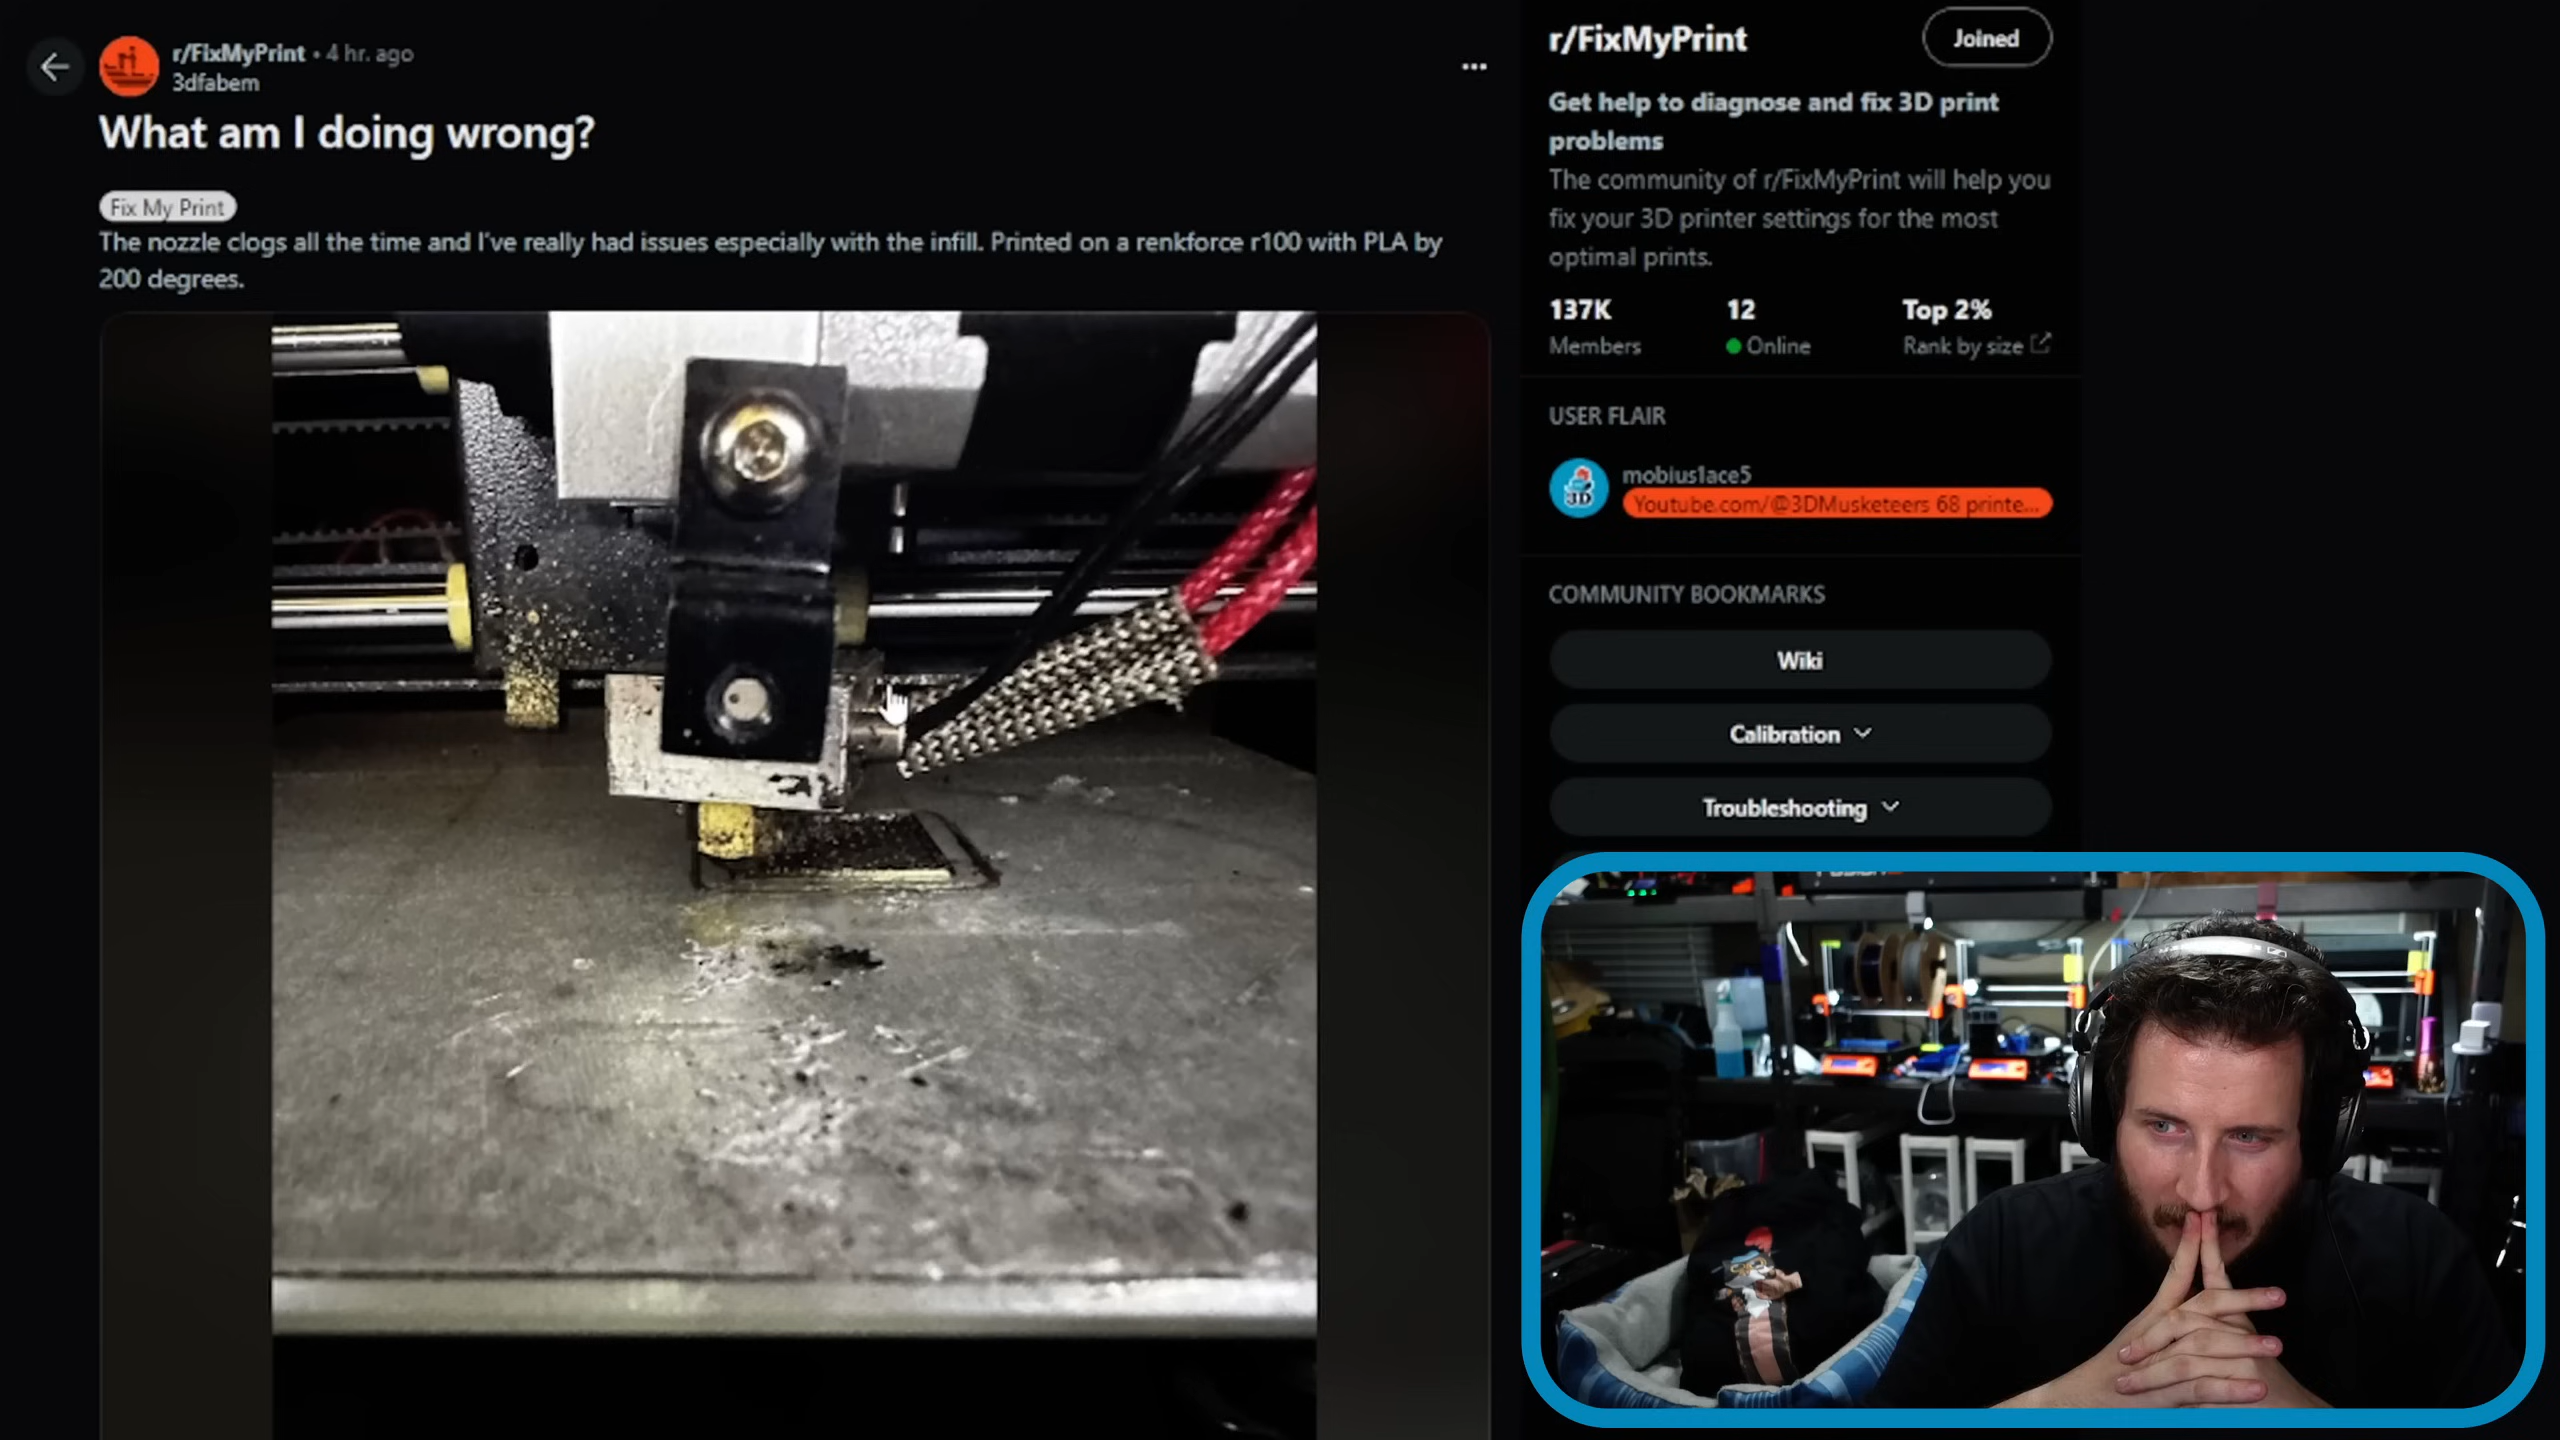 r/FixMyPrint • 4 hr. ago
3dfabem
What am I doing wrong?
Fix My Print
The nozzle clogs all the time and I've really had issues especially with the infill. Printed on a renkforce r100 with PLA by
200 degrees.
r/FixMyPrint
Joined
Get help to diagnose and fix 3D print
problems
The community of r/FixMyPrint will help you
fix your 3D printer settings for the most
optimal prints.
137K 12 Top 2%
Members Online Rank by size
USER FLAIR
mobius1ace5
3D
Youtube.com/@3DMusketeers 68 printe...
COMMUNITY BOOKMARKS
Wiki
Calibration
Troubleshooting